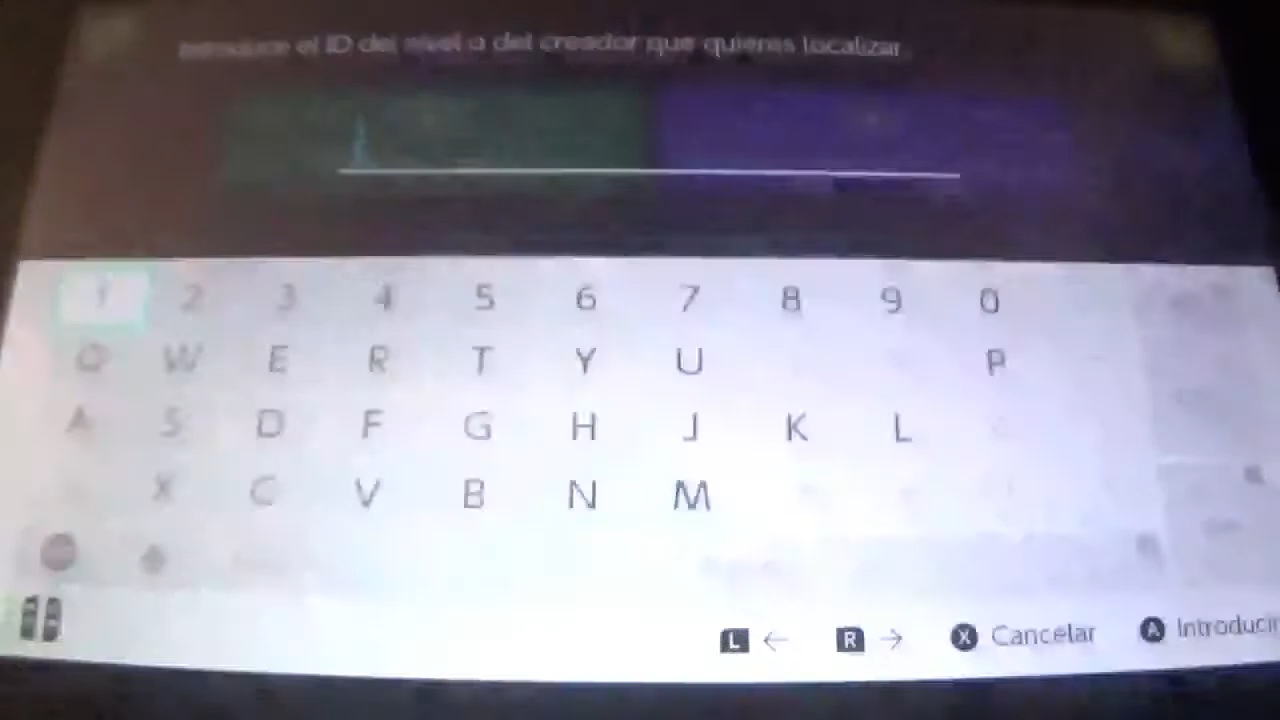 Introduce el ID del nivel o del creador que quieres localizar.
1 2 3 4 5 6 7 8 9 0
Q W E R T Y U P
A S D F G H J K L
X C V B N M
L ← R → X Cancelar A Introducir